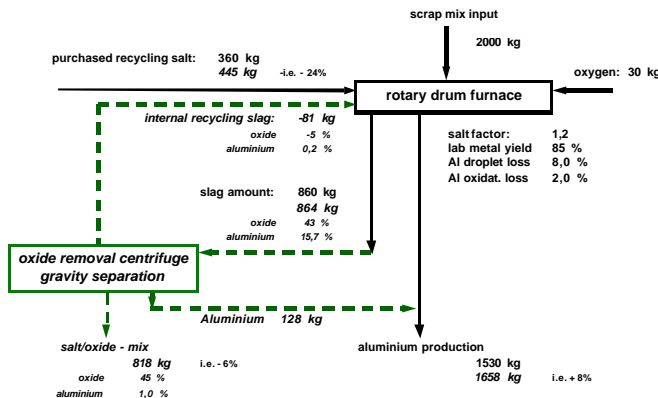 scrap mix input
2000 kg
purchased recycling salt: 360 kg
445 kg -i.e. - 24%
oxygen: 30 kg
rotary drum furnace
internal recycling slag: -81 kg
oxide -5 %
aluminium 0,2 %
salt factor: 1,2
lab metal yield 85 %
Al droplet loss 8,0 %
Al oxidat. loss 2,0 %
slag amount: 860 kg
864 kg
oxide 43 %
aluminium 15,7 %
oxide removal centrifuge
gravity separation
Aluminium 128 kg
salt/oxide - mix
818 kg i.e. - 6%
oxide 45 %
aluminium 1,0 %
aluminium production
1530 kg
1658 kg i.e. + 8%